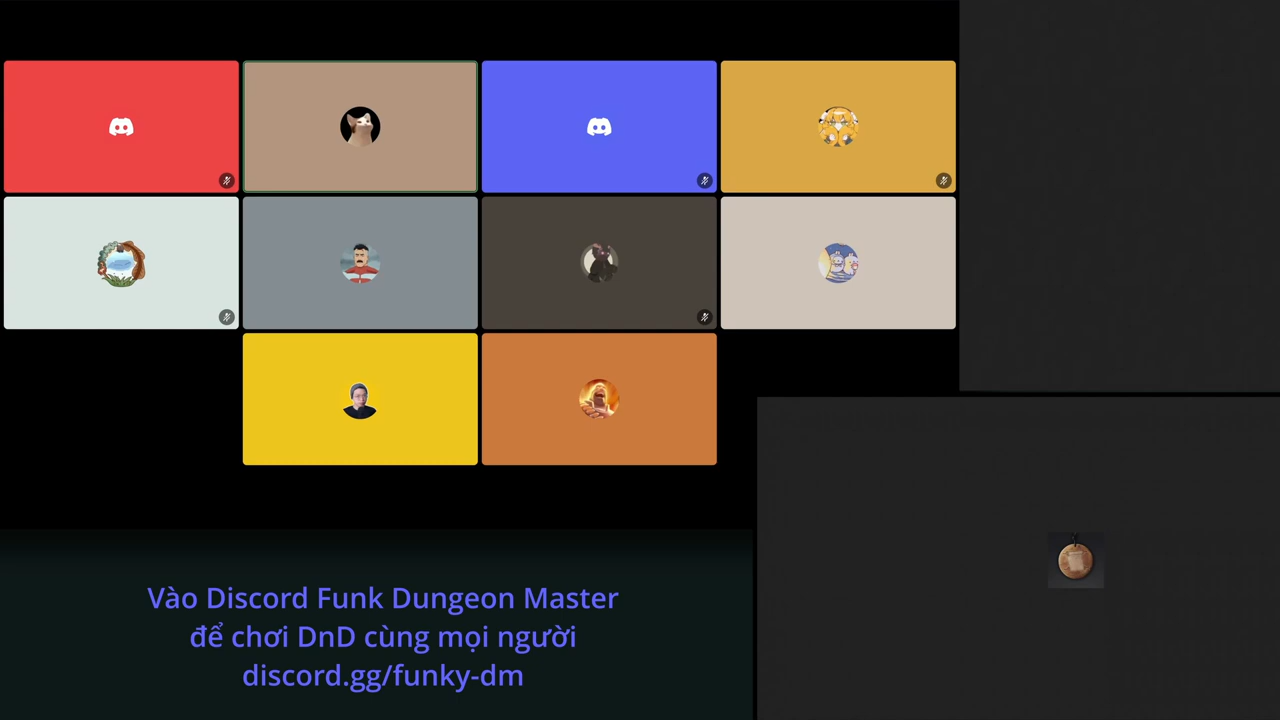 Vào Discord Funk Dungeon Master
để chơi DnD cùng mọi người
discord.gg/funky-dm